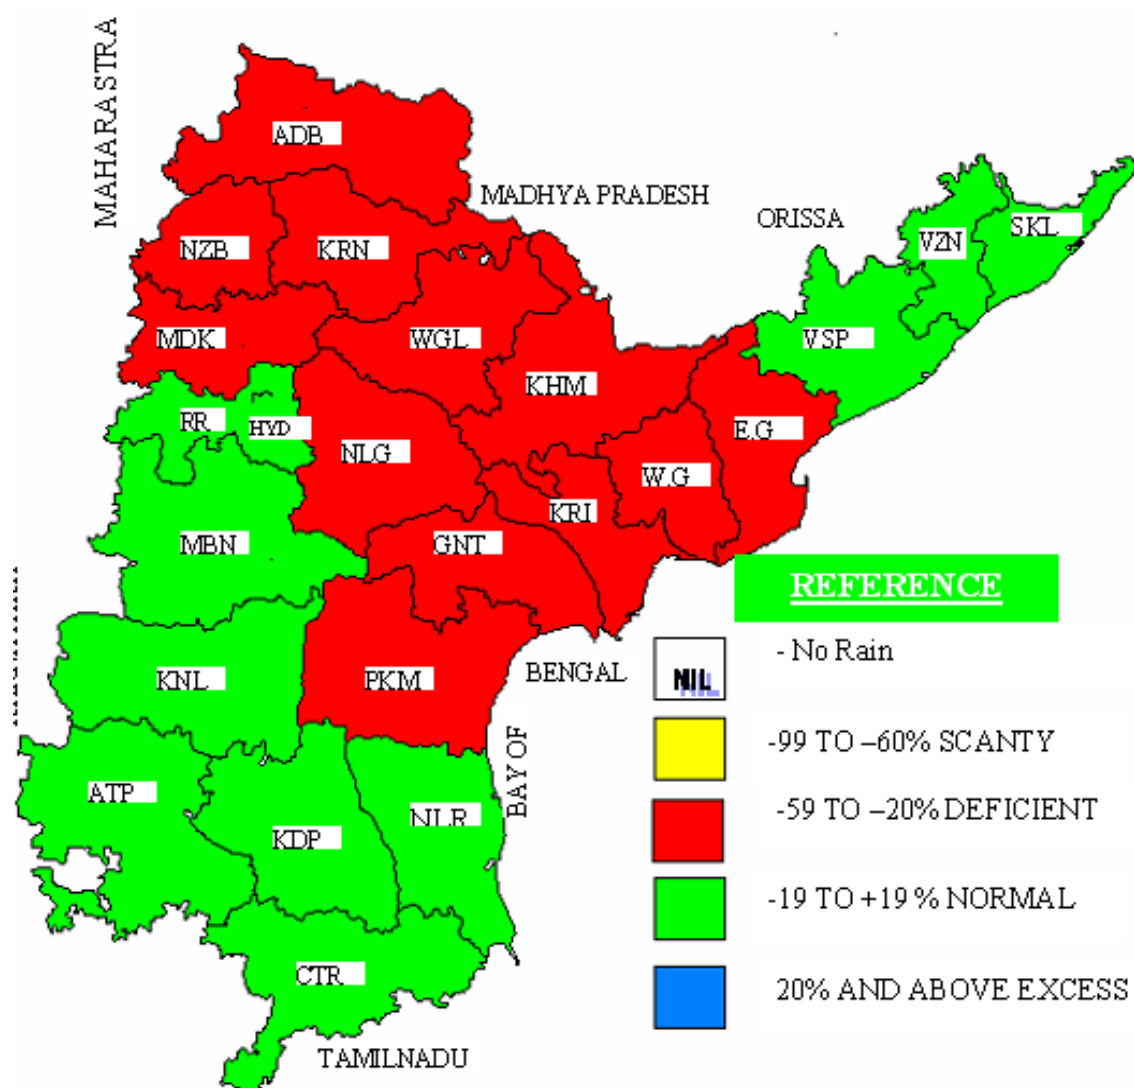 MAHARASTRA
ADB
MADHYA PRADESH
ORISSA
SKL
VZN
NZB
KRN
MDK
WGL
VSP
KHM
RR
HYD
E.G
NLG
W.G
KRI
MBN
GNT
REFERENCE
- No Rain
BENGAL
KNL
PKM
NIL
-99 TO –60% SCANTY
BAY OF
ATP
-59 TO –20% DEFICIENT
NLR
KDP
-19 TO +19 % NORMAL
CTR
20% AND ABOVE EXCESS
TAMILNADU